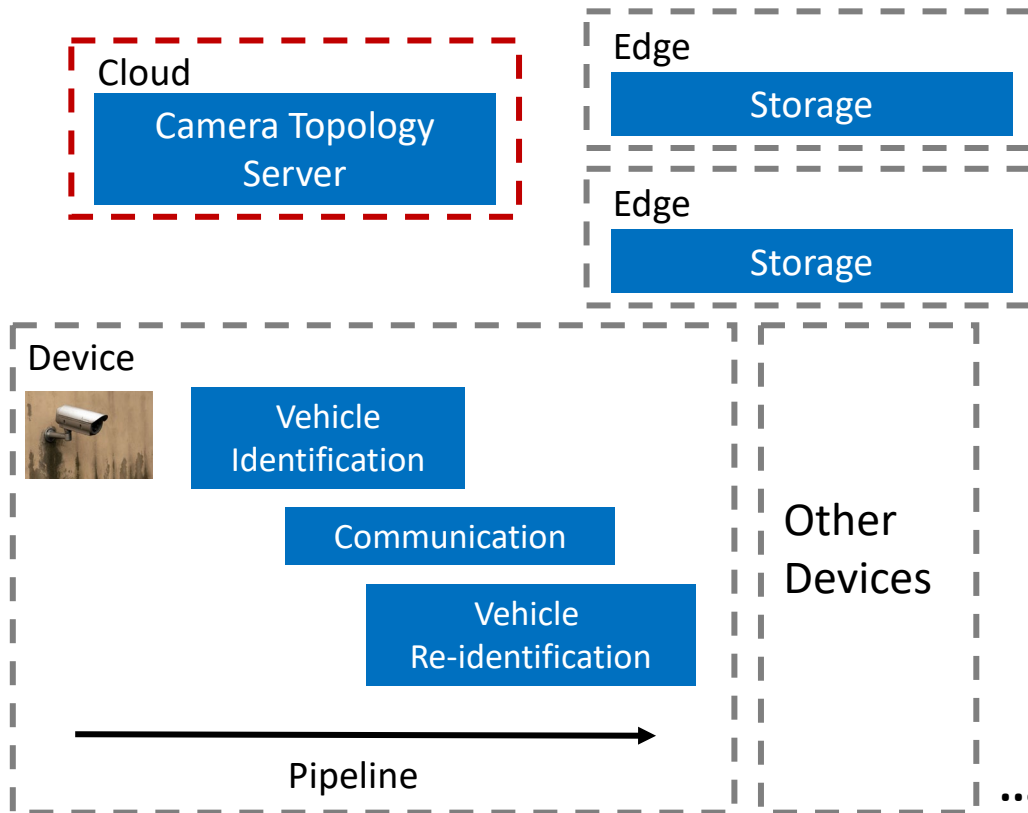 Cloud
Camera Topology
Server
Edge
Storage
Edge
Storage
Device
Vehicle
Identification
Communication
Vehicle
Re-identification
Pipeline
Other
Devices
...